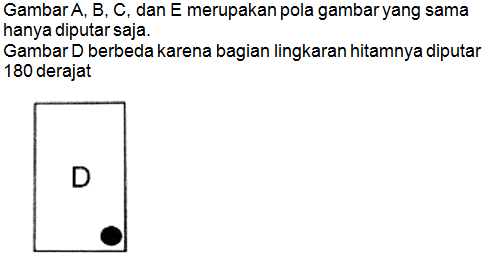 Gambar A, B, C, dan E merupakan pola gambar yang sama
hanya diputar saja.
Gambar D berbeda karena bagian lingkaran hitamnya diputar
180 derajat
D